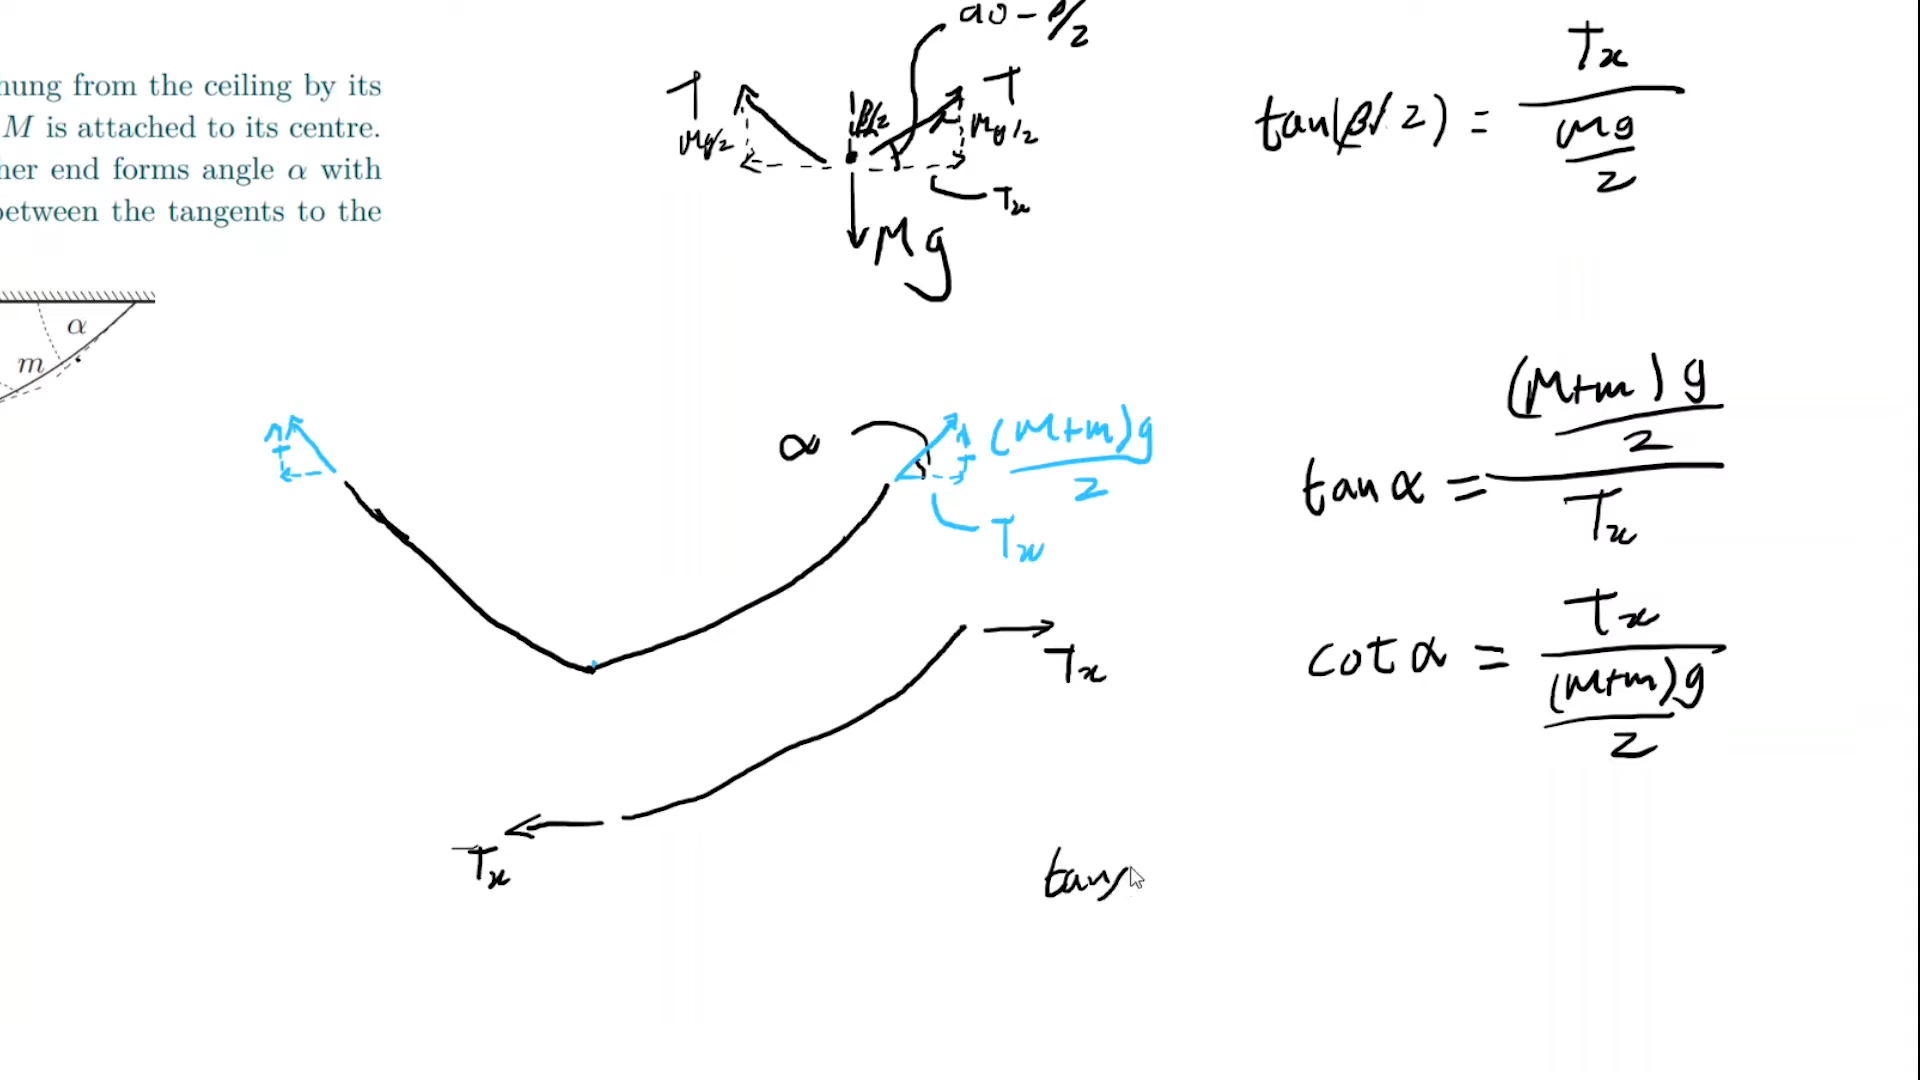 hung from the ceiling by its
M is attached to its centre.
her end forms angle α with
between the tangents to the
α
m
90 - β/2
T
Mg/2
β/2
T
Mg/2
Tx
Mg
tan(β/2) = Tx / (Mg/2)
α
(M+m)g/2
Tx
tan α = ((M+m)g/2) / Tx
Tx
cot α = Tx / ((M+m)g/2)
Tx
tan